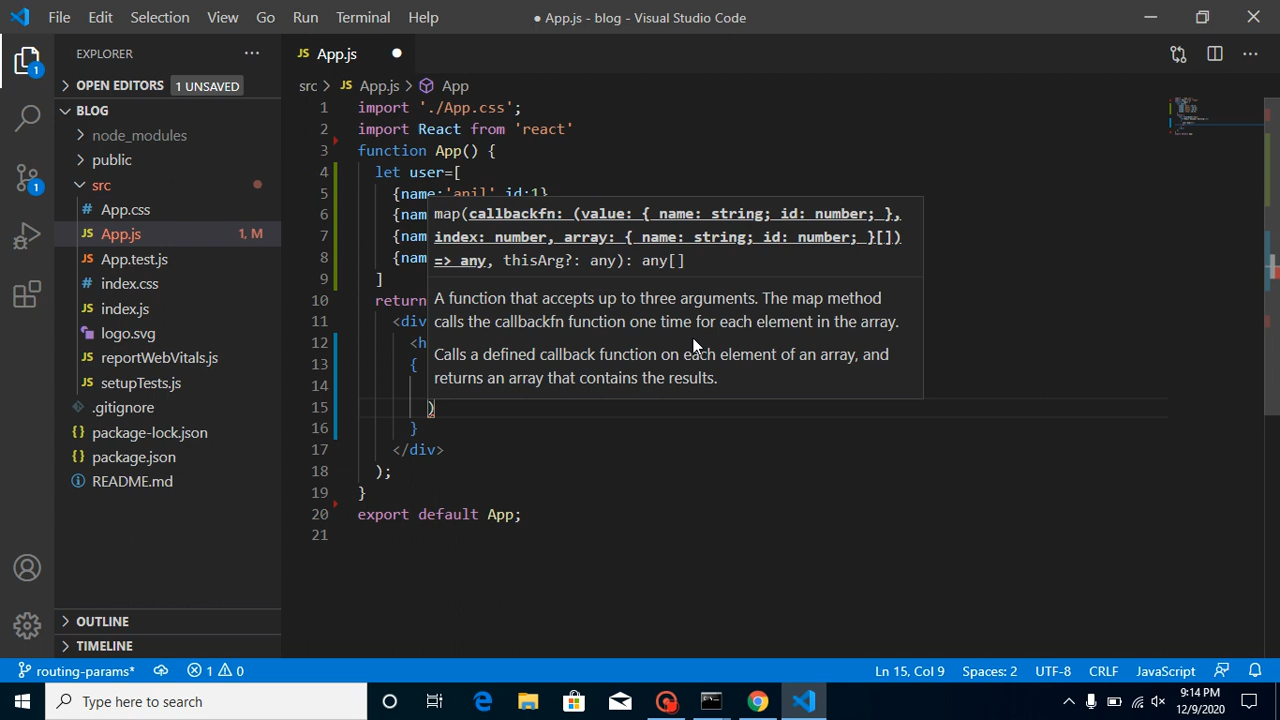 File Edit Selection View Go Run Terminal Help ● App.js - blog - Visual Studio Code
EXPLORER ··· JS App.js
OPEN EDITORS 1 UNSAVED
src > JS App.js > App
BLOG
node_modules
public
src
# App.css
JS App.js 1, M
JS App.test.js
# index.css
JS index.js
logo.svg
JS reportWebVitals.js
JS setupTests.js
.gitignore
{} package-lock.json
{} package.json
README.md
OUTLINE
TIMELINE
1 import './App.css';
2 import React from 'react'
3 function App() {
4 let user=[
5 {name:'anil',id:1}
6 {nam
7 {nam
8 {nam
9 ]
10 return
11 <div
12 <h
13 {
14
15 )
16 }
17 </div>
18 );
19 }
20 export default App;
21
map(callbackfn: (value: { name: string; id: number; },
index: number, array: { name: string; id: number; }[])
=> any, thisArg?: any): any[]
A function that accepts up to three arguments. The map method
calls the callbackfn function one time for each element in the array.
Calls a defined callback function on each element of an array, and
returns an array that contains the results.
routing-params* 1 0 Ln 15, Col 9 Spaces: 2 UTF-8 CRLF JavaScript
Type here to search 9:14 PM
12/9/2020